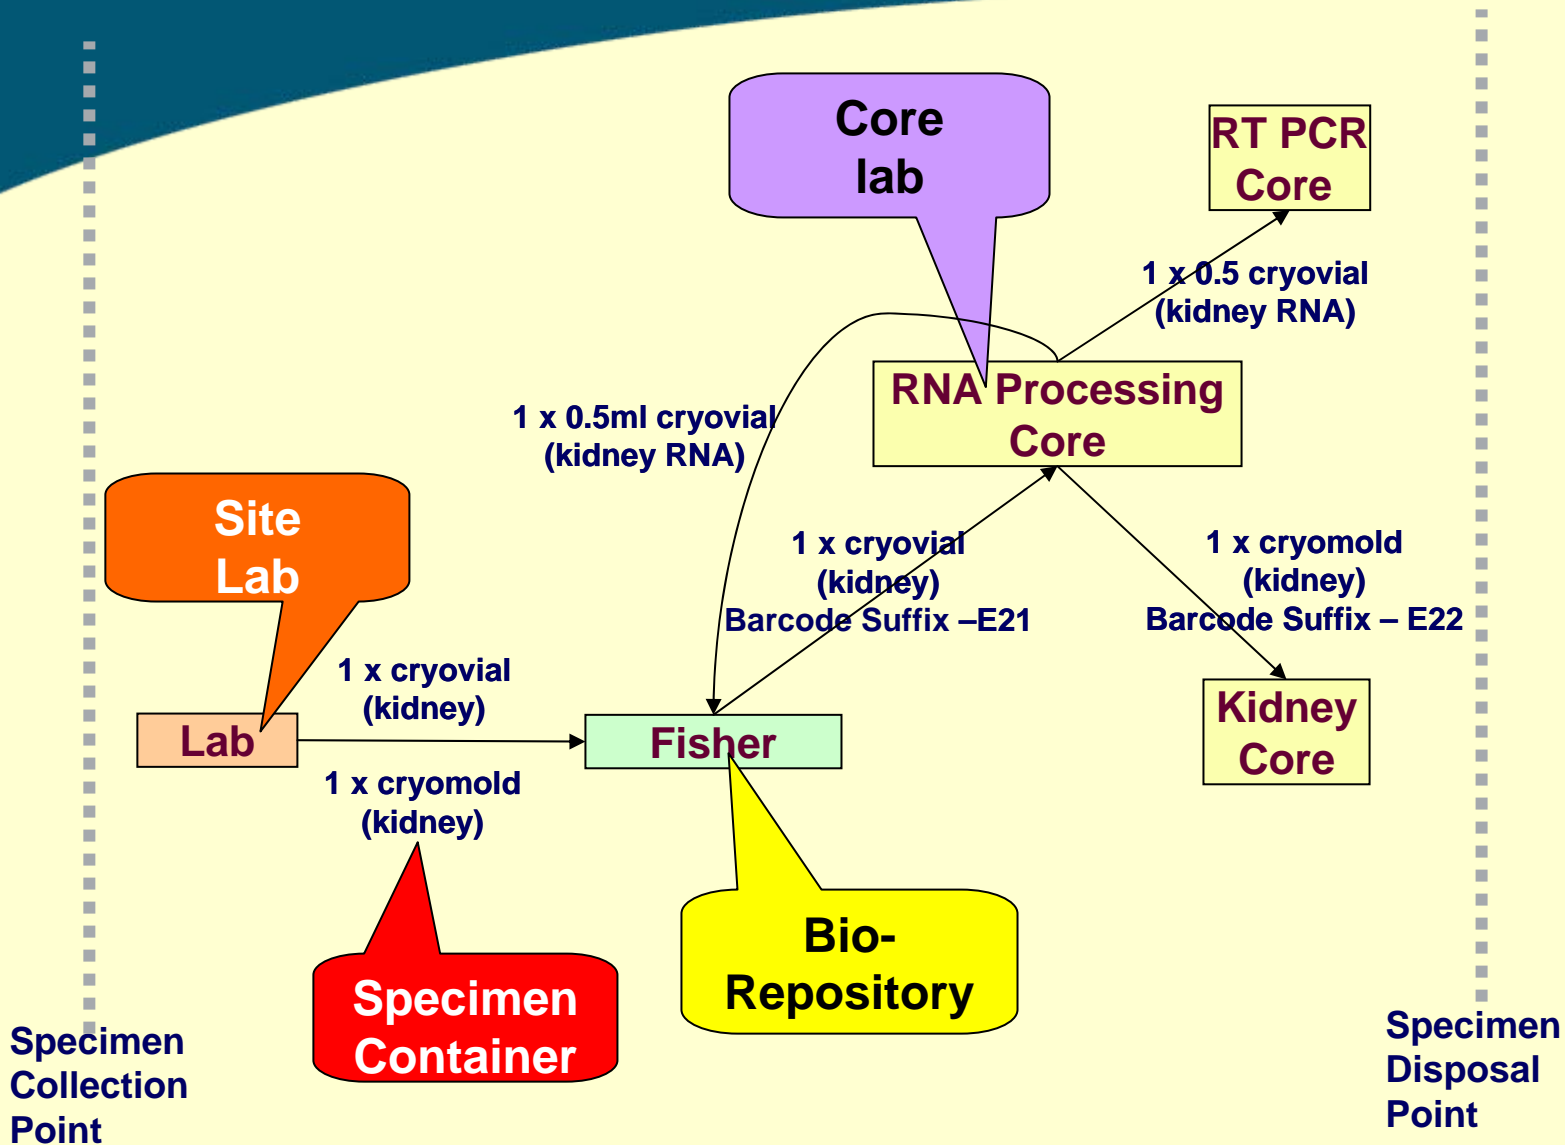 Core
lab
RT PCR
Core
1 x 0.5 cryovial
(kidney RNA)
RNA Processing
Core
1 x 0.5ml cryovial
(kidney RNA)
Site
Lab
1 x cryovial
(kidney)
Barcode Suffix –E21
1 x cryomold
(kidney)
Barcode Suffix – E22
1 x cryovial
(kidney)
Lab
Fisher
Kidney
Core
1 x cryomold
(kidney)
Bio-
Repository
Specimen
Container
Specimen
Collection
Point
Specimen
Disposal
Point